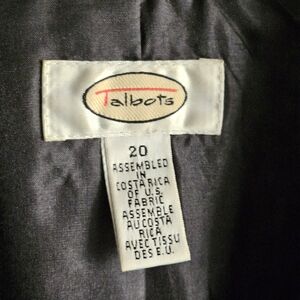 Talbots
20
ASSEMBLED
IN
COSTA RICA
OF U.S.
FABRIC
ASSEMBLE
AU COSTA
RICA
AVEC TISSU
DES E.U.